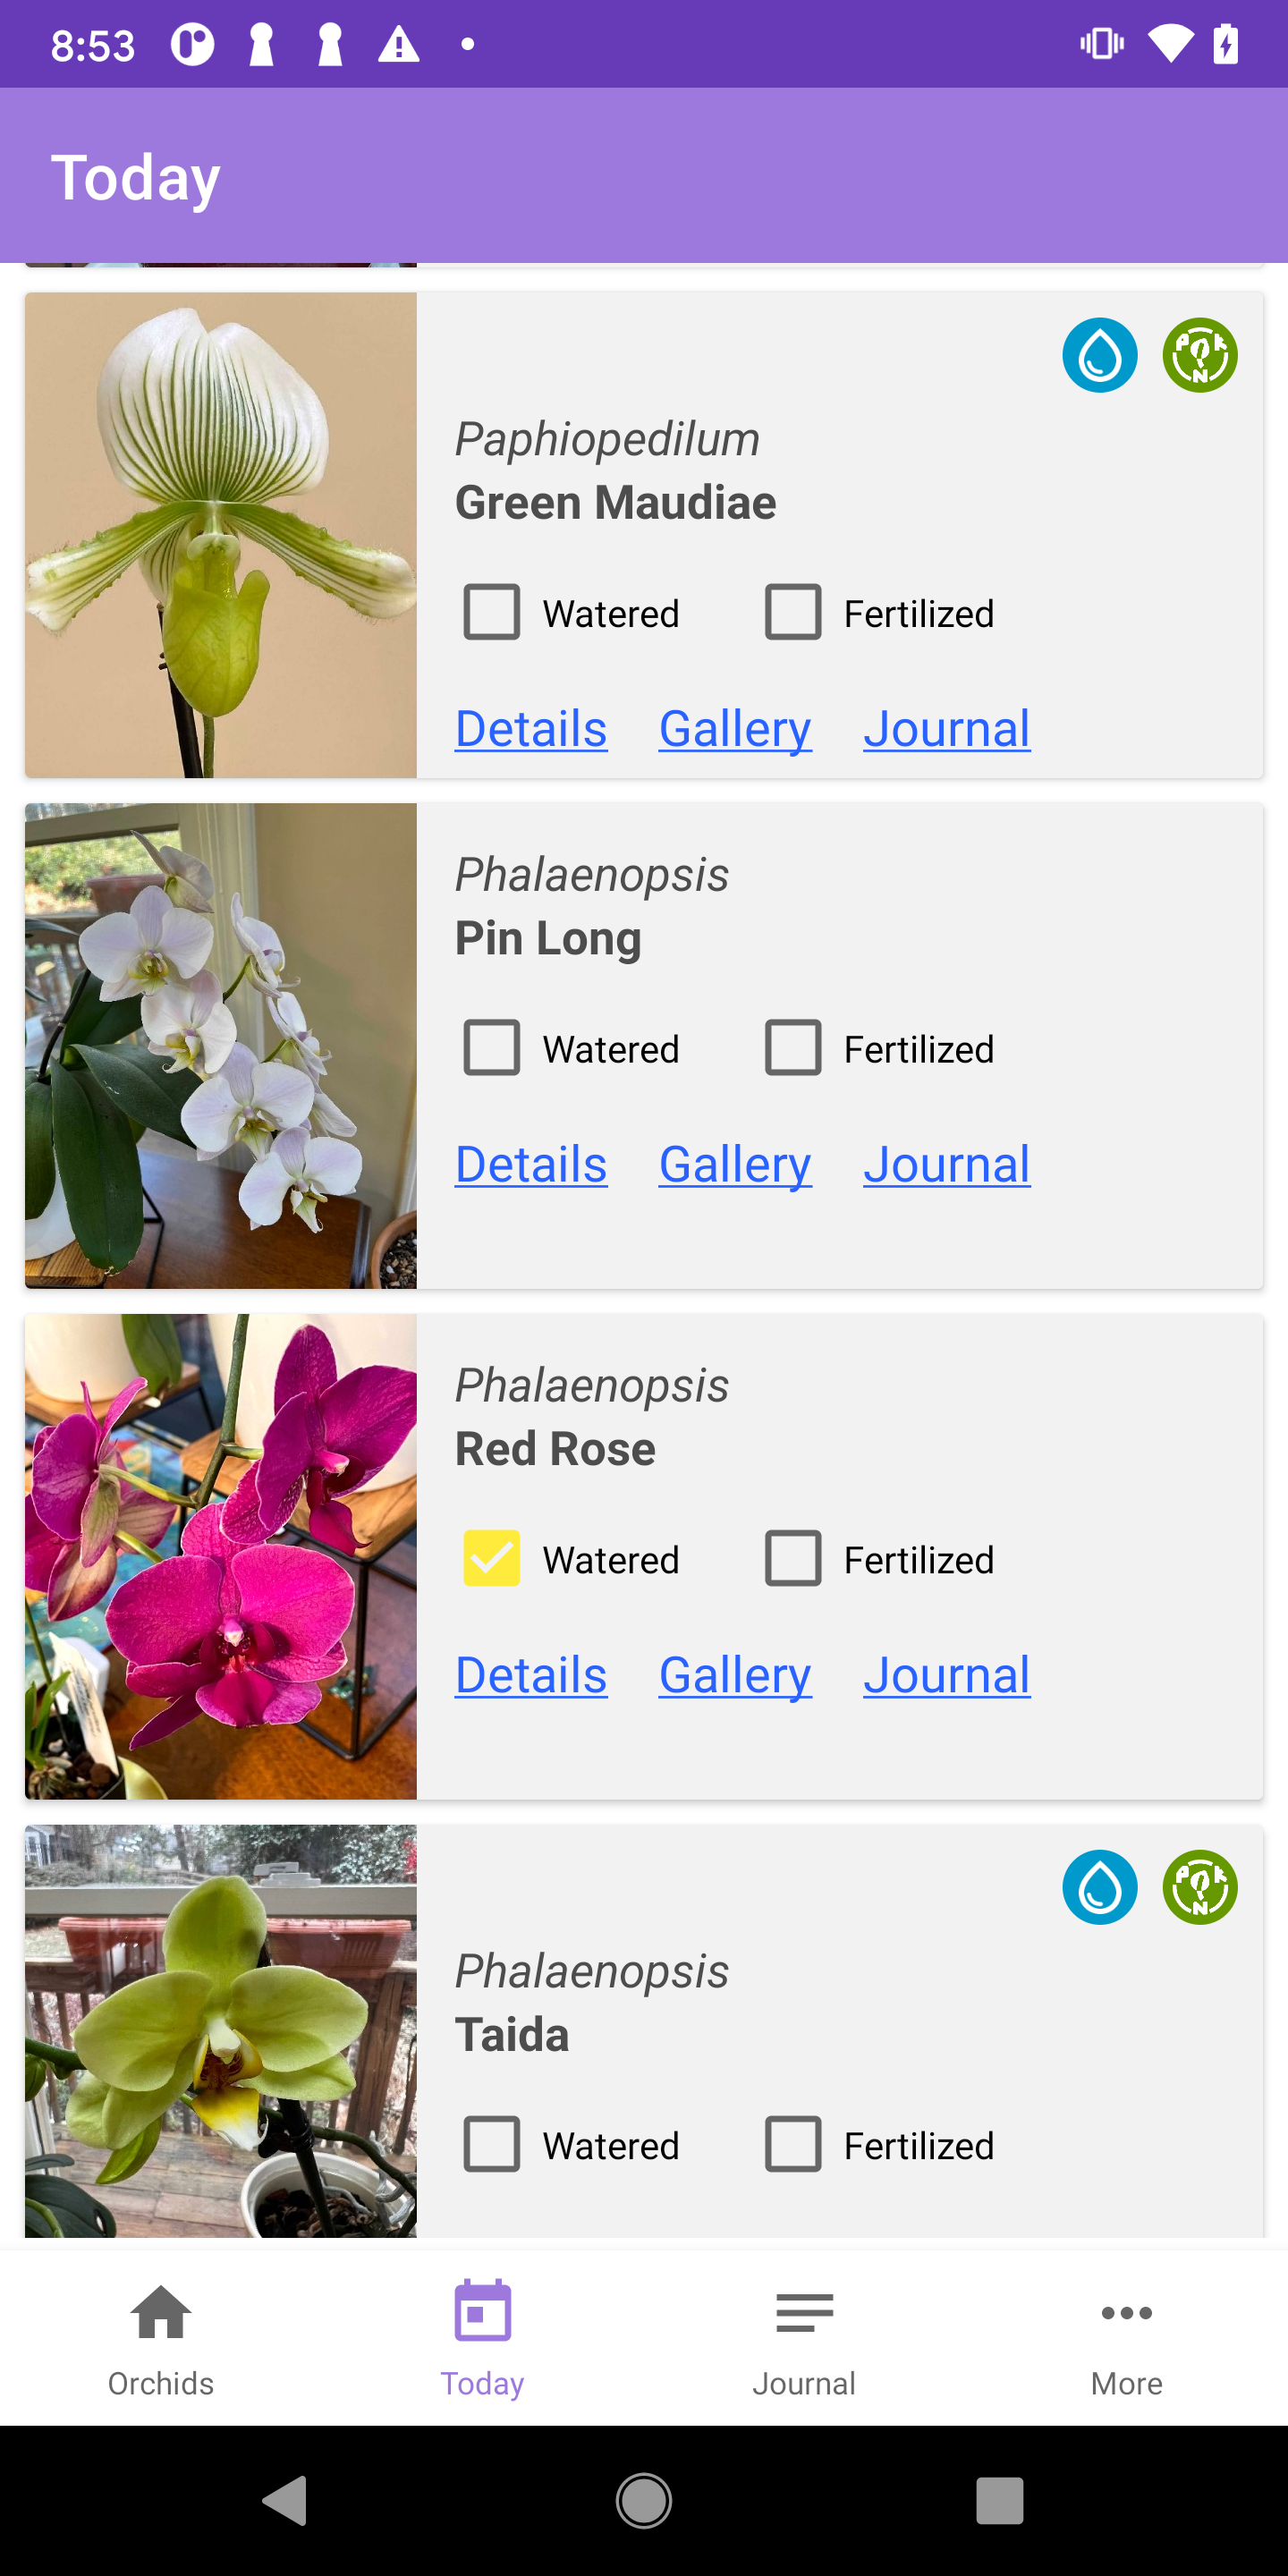 8:53
Today
P K
N
Paphiopedilum
Green Maudiae
Watered Fertilized
Details Gallery Journal
Phalaenopsis
Pin Long
Watered Fertilized
Details Gallery Journal
Phalaenopsis
Red Rose
Watered Fertilized
Details Gallery Journal
P K
N
Phalaenopsis
Taida
Watered Fertilized
Orchids Today Journal More